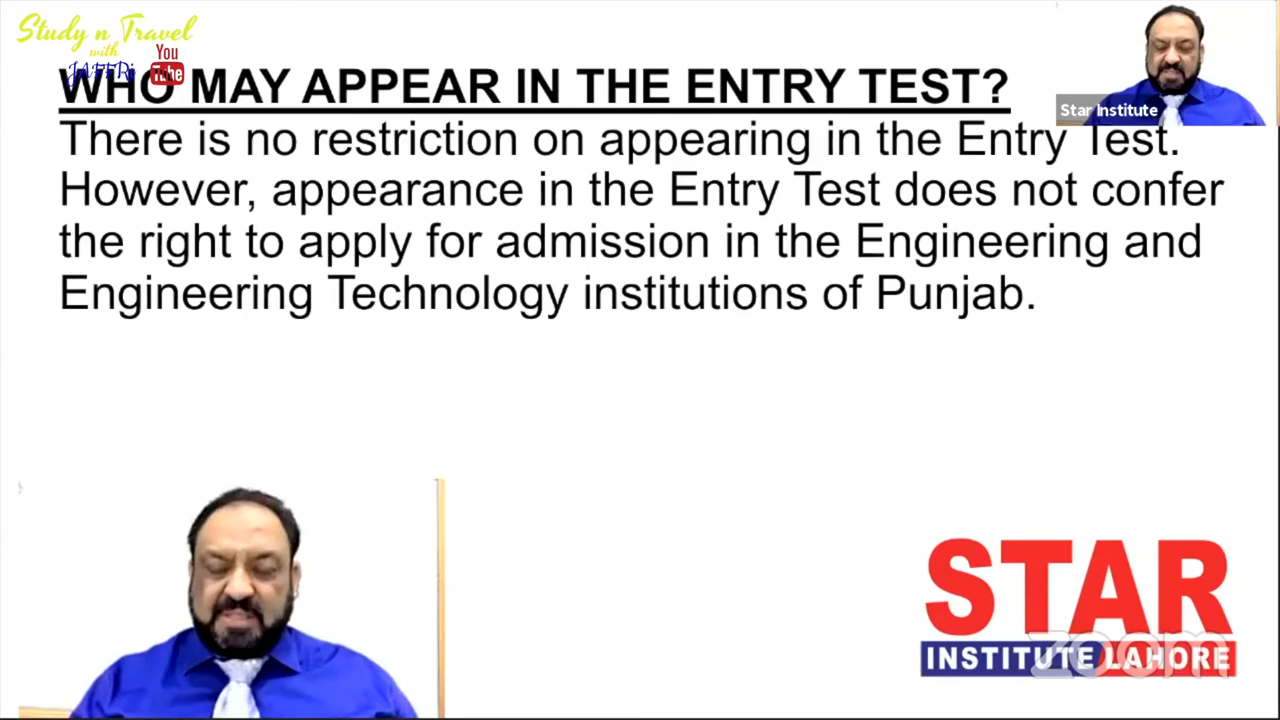 Study n Travel
with
JAFFRi
You
Tube
WHO MAY APPEAR IN THE ENTRY TEST?
Star Institute
There is no restriction on appearing in the Entry Test.
However, appearance in the Entry Test does not confer
the right to apply for admission in the Engineering and
Engineering Technology institutions of Punjab.
STAR
zoom
INSTITUTE LAHORE